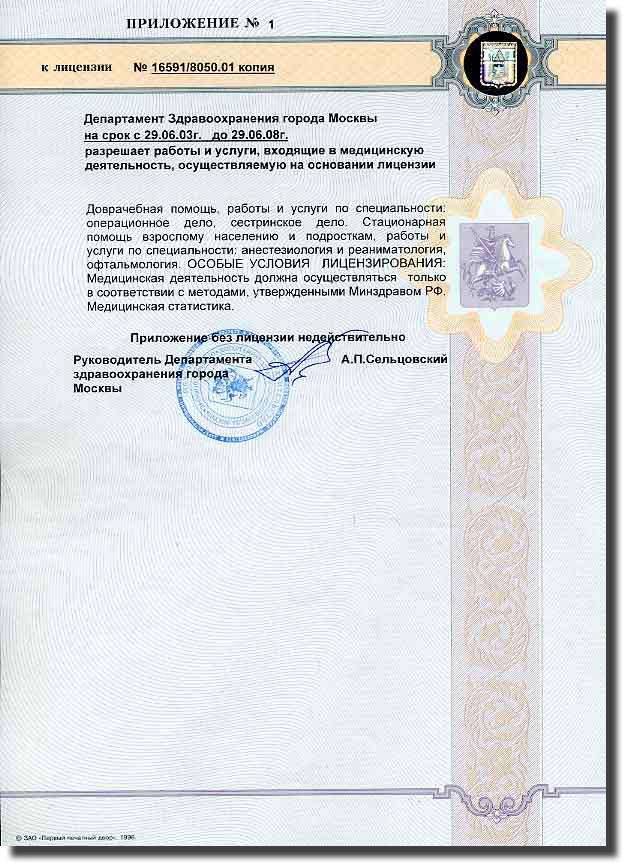 ПРИЛОЖЕНИЕ № 1
к лицензии № 16591/8050.01 копия
Департамент Здравоохранения города Москвы
на срок с 29.06.03г. до 29.06.08г.
разрешает работы и услуги, входящие в медицинскую
деятельность, осуществляемую на основании лицензии
Доврачебная помощь, работы и услуги по специальности:
операционное дело, сестринское дело. Стационарная
помощь взрослому населению и подросткам, работы и
услуги по специальности: анестезиология и реаниматология,
офтальмология. ОСОБЫЕ УСЛОВИЯ ЛИЦЕНЗИРОВАНИЯ:
Медицинская деятельность должна осуществляться только
в соответствии с методами, утвержденными Минздравом РФ.
Медицинская статистика.
Приложение без лицензии недействительно
Руководитель Департамента А.П.Сельцовский
здравоохранения города
Москвы
© ЗАО «Первый печатный двор», 1996.